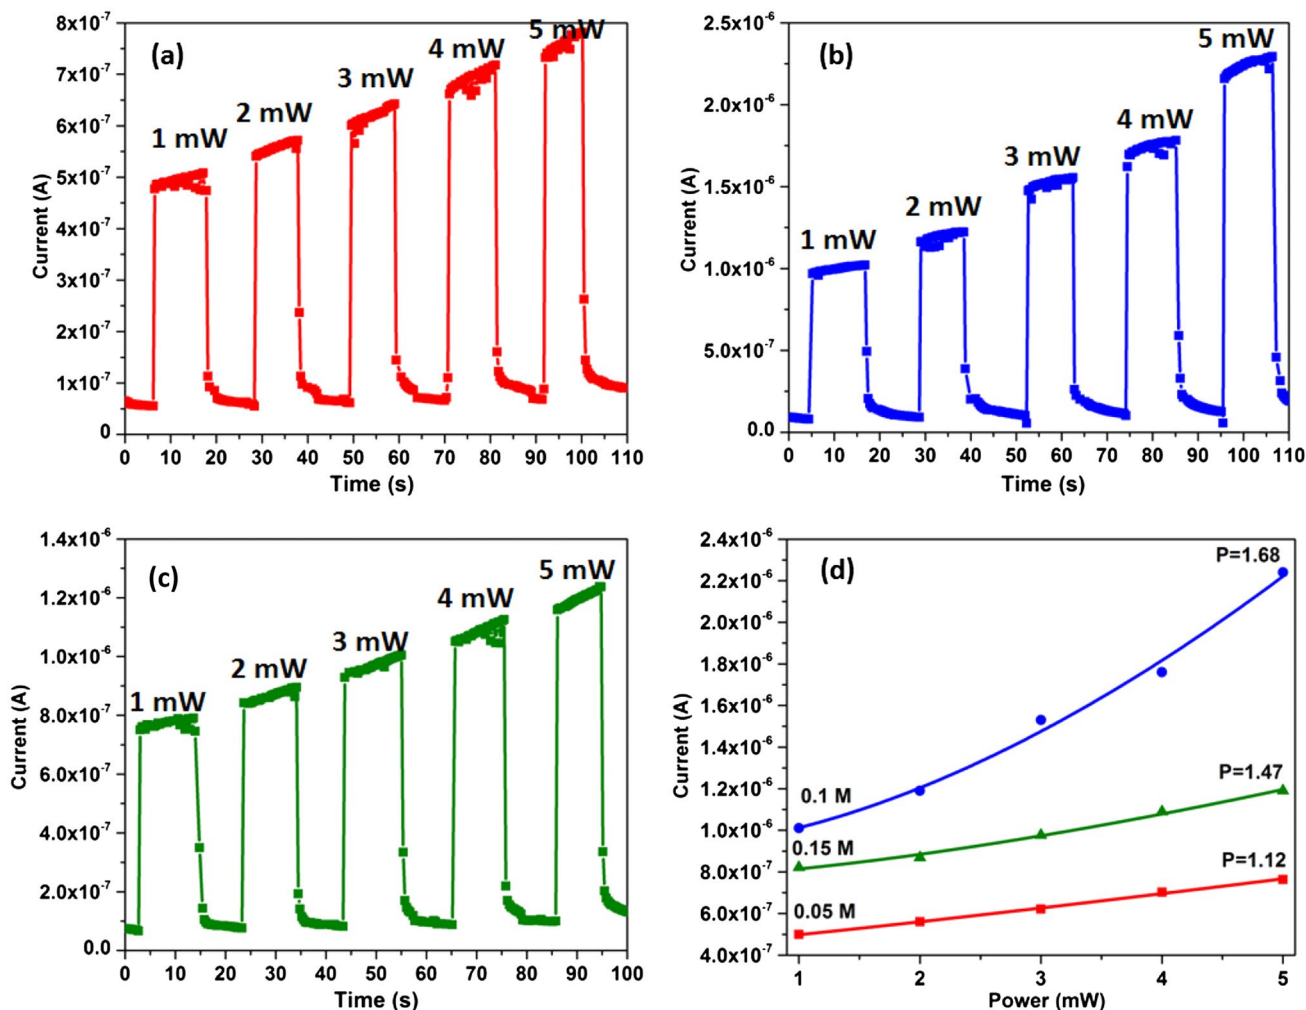 (a)
1 mW
2 mW
3 mW
4 mW
5 mW
8x10⁻⁷
7x10⁻⁷
6x10⁻⁷
5x10⁻⁷
4x10⁻⁷
3x10⁻⁷
2x10⁻⁷
1x10⁻⁷
0
Current (A)
0 10 20 30 40 50 60 70 80 90 100 110
Time (s)
(b)
1 mW
2 mW
3 mW
4 mW
5 mW
2.5x10⁻⁶
2.0x10⁻⁶
1.5x10⁻⁶
1.0x10⁻⁶
5.0x10⁻⁷
0.0
Current (A)
0 10 20 30 40 50 60 70 80 90 100 110
Time (s)
(c)
1 mW
2 mW
3 mW
4 mW
5 mW
1.4x10⁻⁶
1.2x10⁻⁶
1.0x10⁻⁶
8.0x10⁻⁷
6.0x10⁻⁷
4.0x10⁻⁷
2.0x10⁻⁷
0.0
Current (A)
0 10 20 30 40 50 60 70 80 90 100
Time (s)
(d)
P=1.68
P=1.47
P=1.12
0.1 M
0.15 M
0.05 M
2.4x10⁻⁶
2.2x10⁻⁶
2.0x10⁻⁶
1.8x10⁻⁶
1.6x10⁻⁶
1.4x10⁻⁶
1.2x10⁻⁶
1.0x10⁻⁶
8.0x10⁻⁷
6.0x10⁻⁷
4.0x10⁻⁷
Current (A)
1 2 3 4 5
Power (mW)